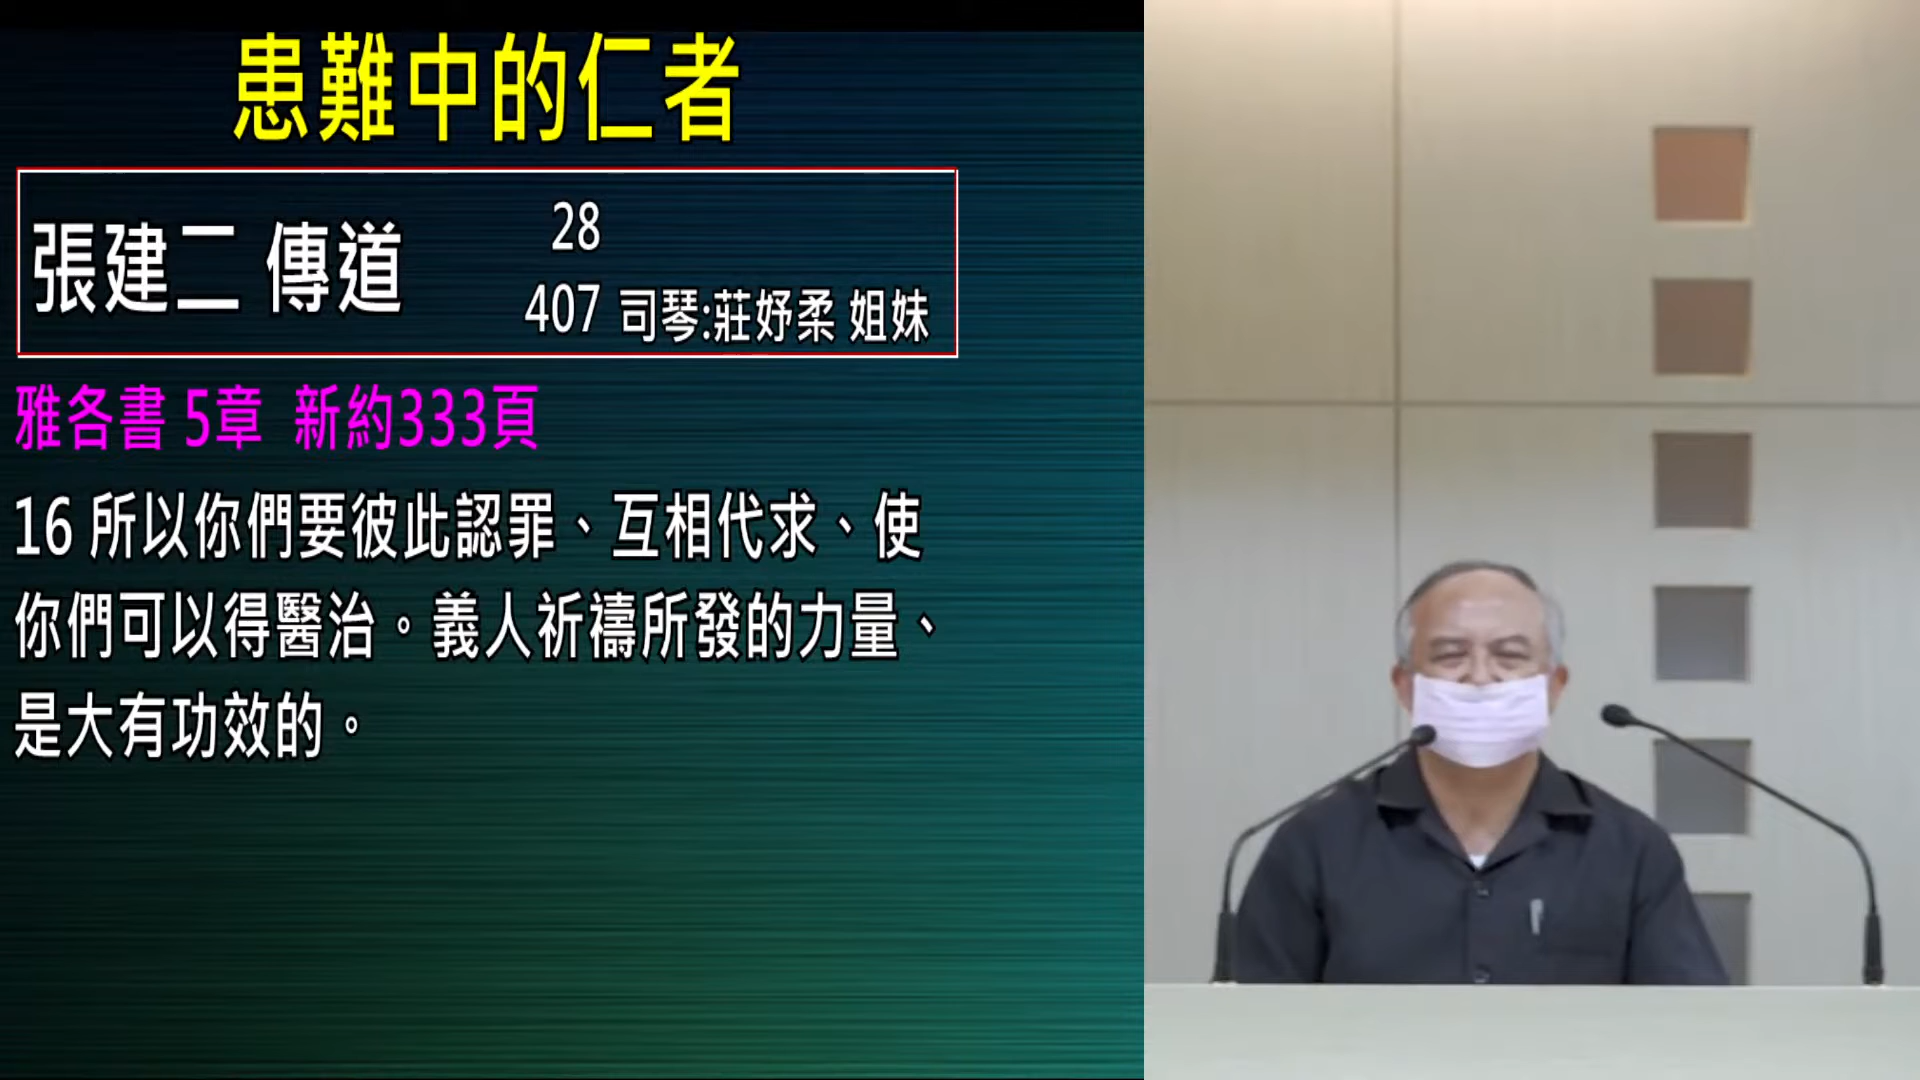 患難中的仁者
張建二 傳道
28
407 司琴:莊妤柔 姐妹
雅各書 5章 新約333頁
16 所以你們要彼此認罪、互相代求、使
你們可以得醫治。義人祈禱所發的力量、
是大有功效的。